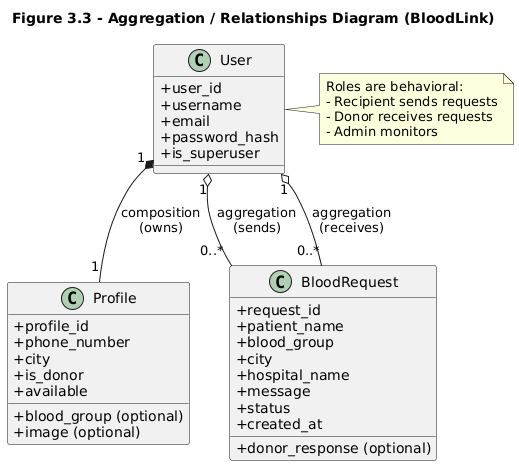 Figure 3.3 - Aggregation / Relationships Diagram (BloodLink)
C User
+user_id
+username
+email
+password_hash
+is_superuser
Roles are behavioral:
- Recipient sends requests
- Donor receives requests
- Admin monitors
1
1
1
composition
(owns)
aggregation
(sends)
aggregation
(receives)
1
0..*
0..*
C Profile
+profile_id
+phone_number
+city
+is_donor
+available
+blood_group (optional)
+image (optional)
C BloodRequest
+request_id
+patient_name
+blood_group
+city
+hospital_name
+message
+status
+created_at
+donor_response (optional)